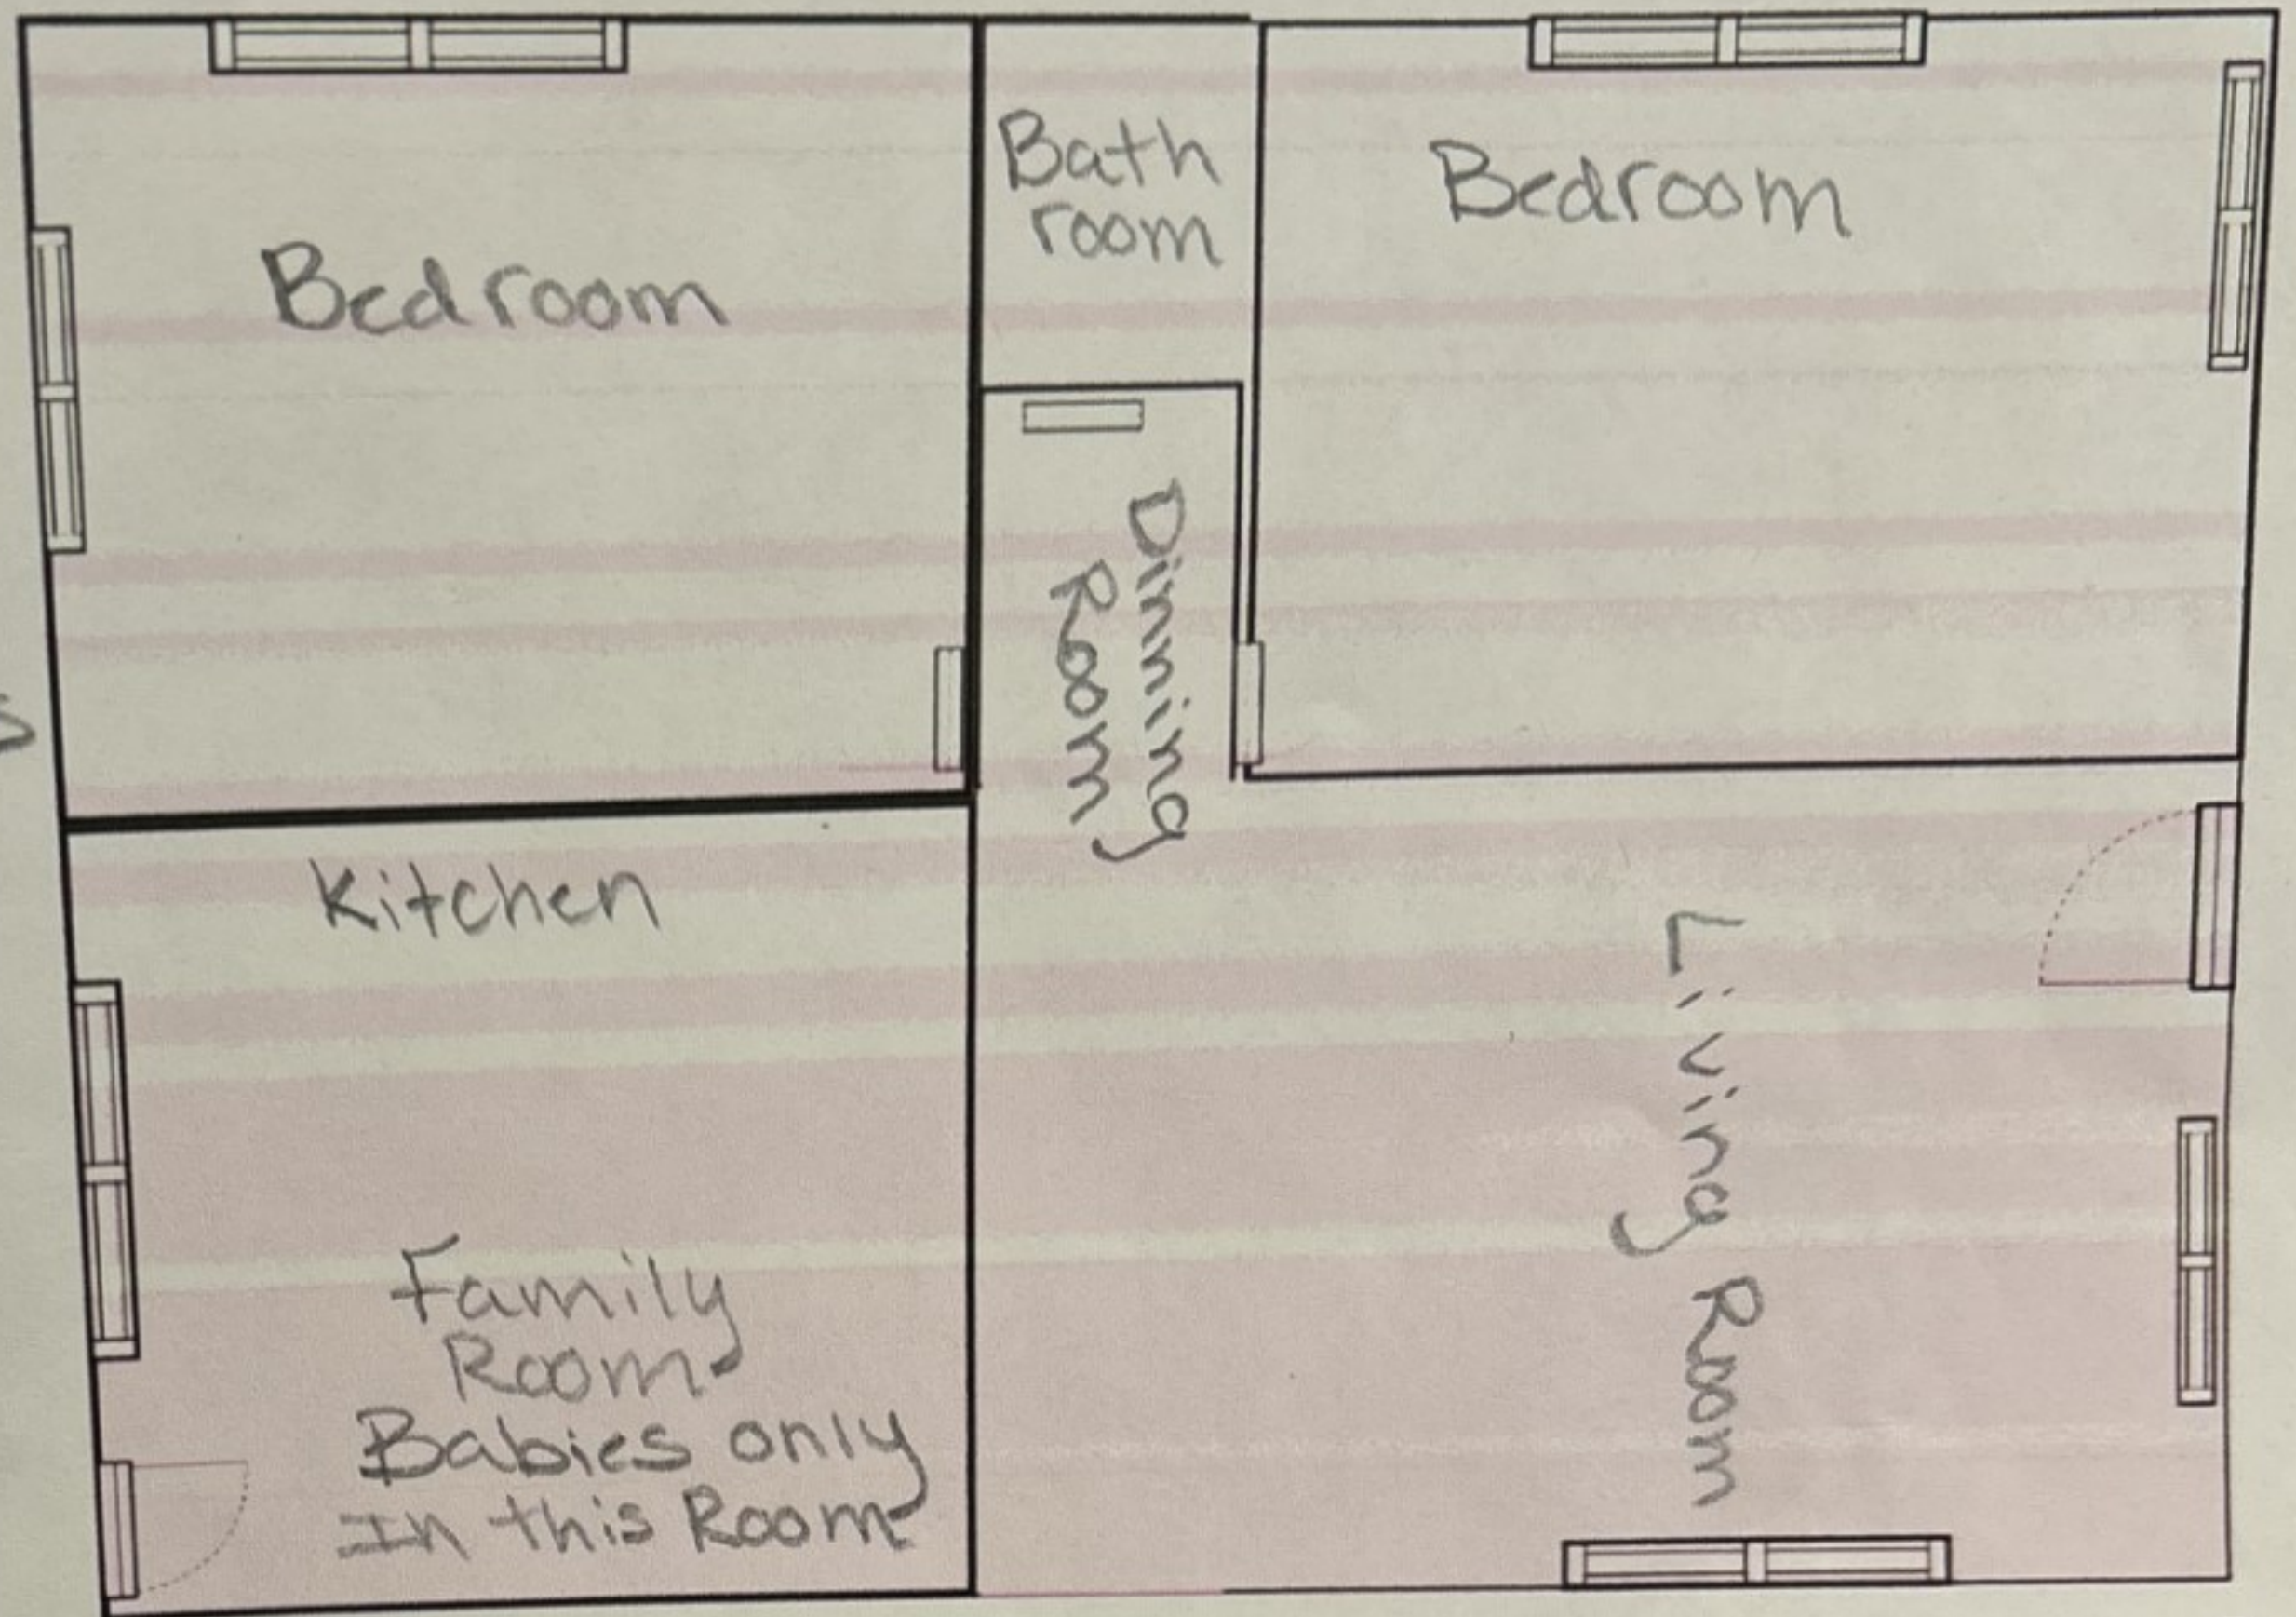 Bedroom
Bath
room
Bedroom
Dinning
Room
Kitchen
Living Room
Family
Room
Babies only
In this Room